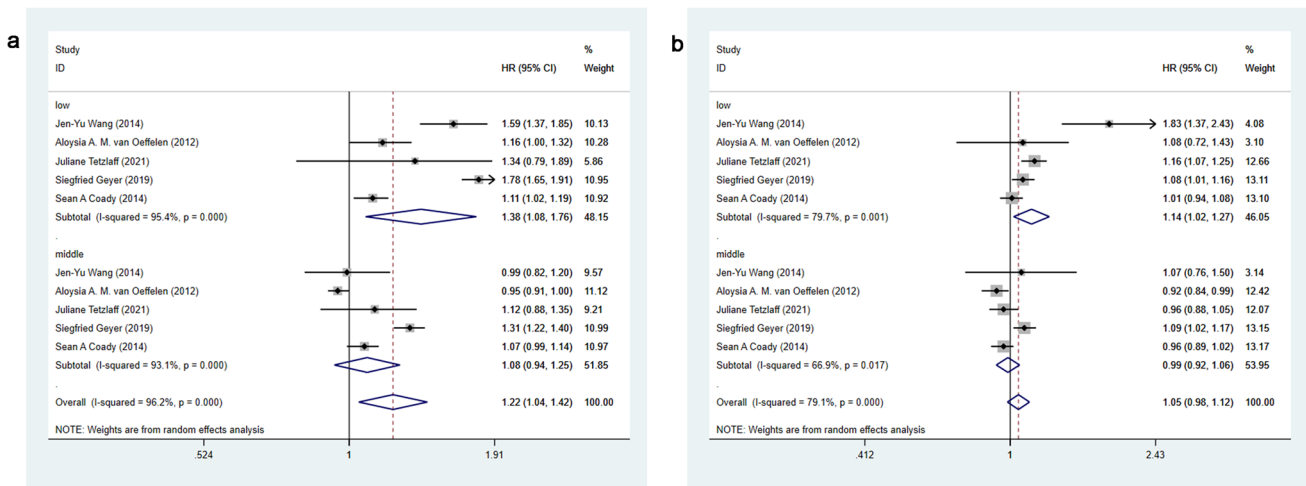 a
Study %
ID HR (95% CI) Weight
low
Jen-Yu Wang (2014) 1.59 (1.37, 1.85) 10.13
Aloysia A. M. van Oeffelen (2012) 1.16 (1.00, 1.32) 10.28
Juliane Tetzlaff (2021) 1.34 (0.79, 1.89) 5.86
Siegfried Geyer (2019) 1.78 (1.65, 1.91) 10.95
Sean A Coady (2014) 1.11 (1.02, 1.19) 10.92
Subtotal (I-squared = 95.4%, p = 0.000) 1.38 (1.08, 1.76) 48.15
.
middle
Jen-Yu Wang (2014) 0.99 (0.82, 1.20) 9.57
Aloysia A. M. van Oeffelen (2012) 0.95 (0.91, 1.00) 11.12
Juliane Tetzlaff (2021) 1.12 (0.88, 1.35) 9.21
Siegfried Geyer (2019) 1.31 (1.22, 1.40) 10.99
Sean A Coady (2014) 1.07 (0.99, 1.14) 10.97
Subtotal (I-squared = 93.1%, p = 0.000) 1.08 (0.94, 1.25) 51.85
.
Overall (I-squared = 96.2%, p = 0.000) 1.22 (1.04, 1.42) 100.00
NOTE: Weights are from random effects analysis
.524 1 1.91
b
Study %
ID HR (95% CI) Weight
low
Jen-Yu Wang (2014) 1.83 (1.37, 2.43) 4.08
Aloysia A. M. van Oeffelen (2012) 1.08 (0.72, 1.43) 3.10
Juliane Tetzlaff (2021) 1.16 (1.07, 1.25) 12.66
Siegfried Geyer (2019) 1.08 (1.01, 1.16) 13.11
Sean A Coady (2014) 1.01 (0.94, 1.08) 13.10
Subtotal (I-squared = 79.7%, p = 0.001) 1.14 (1.02, 1.27) 46.05
.
middle
Jen-Yu Wang (2014) 1.07 (0.76, 1.50) 3.14
Aloysia A. M. van Oeffelen (2012) 0.92 (0.84, 0.99) 12.42
Juliane Tetzlaff (2021) 0.96 (0.88, 1.05) 12.07
Siegfried Geyer (2019) 1.09 (1.02, 1.17) 13.15
Sean A Coady (2014) 0.96 (0.89, 1.02) 13.17
Subtotal (I-squared = 66.9%, p = 0.017) 0.99 (0.92, 1.06) 53.95
.
Overall (I-squared = 79.1%, p = 0.000) 1.05 (0.98, 1.12) 100.00
NOTE: Weights are from random effects analysis
.412 1 2.43